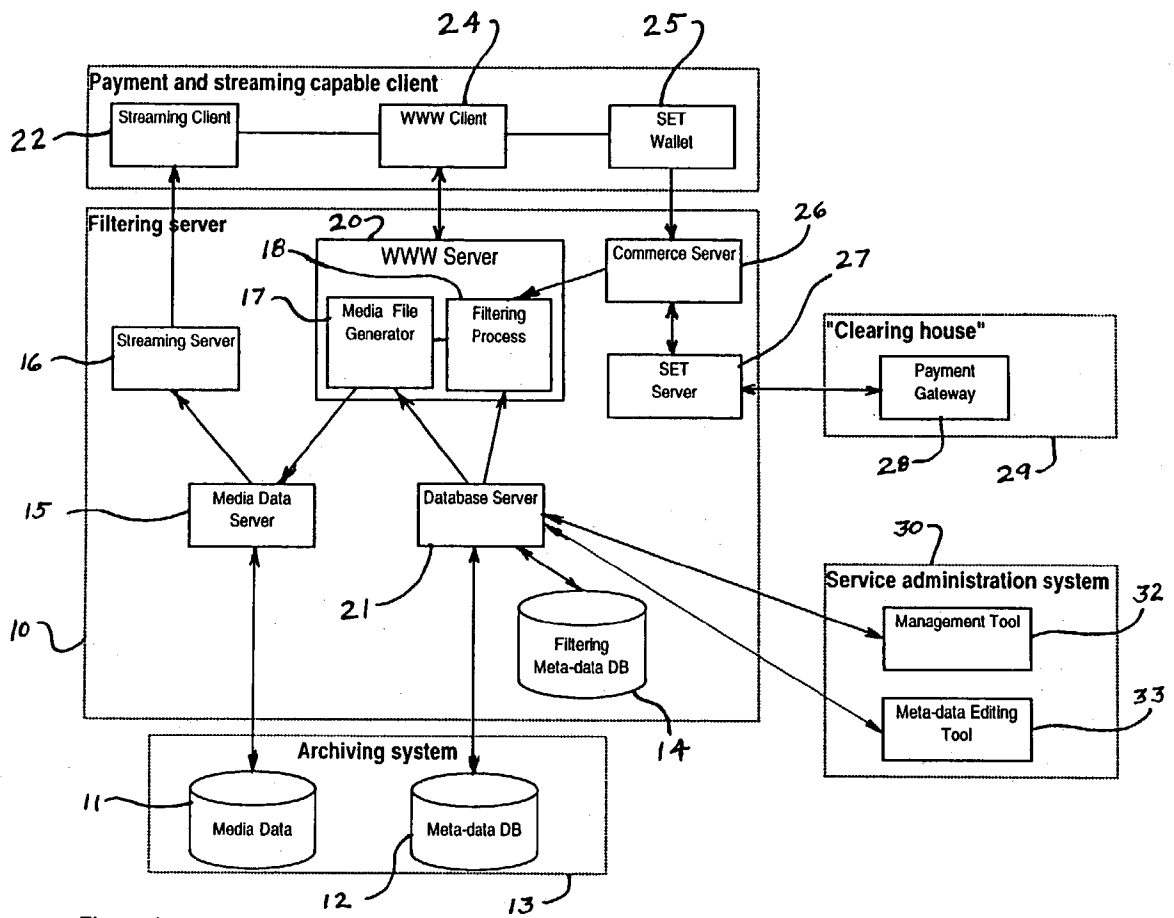 24
25
Payment and streaming capable client
Streaming Client
WWW Client
SET
Wallet
22
Filtering server
20
WWW Server
18
17
Media File
Generator
Filtering
Process
Commerce Server
26
27
16
Streaming Server
SET
Server
"Clearing house"
Payment
Gateway
28
29
15
Media Data
Server
Database Server
21
30
Service administration system
Management Tool
32
10
Filtering
Meta-data DB
14
Meta-data Editing
Tool
33
Archiving system
11
Media Data
Meta-data DB
12
13